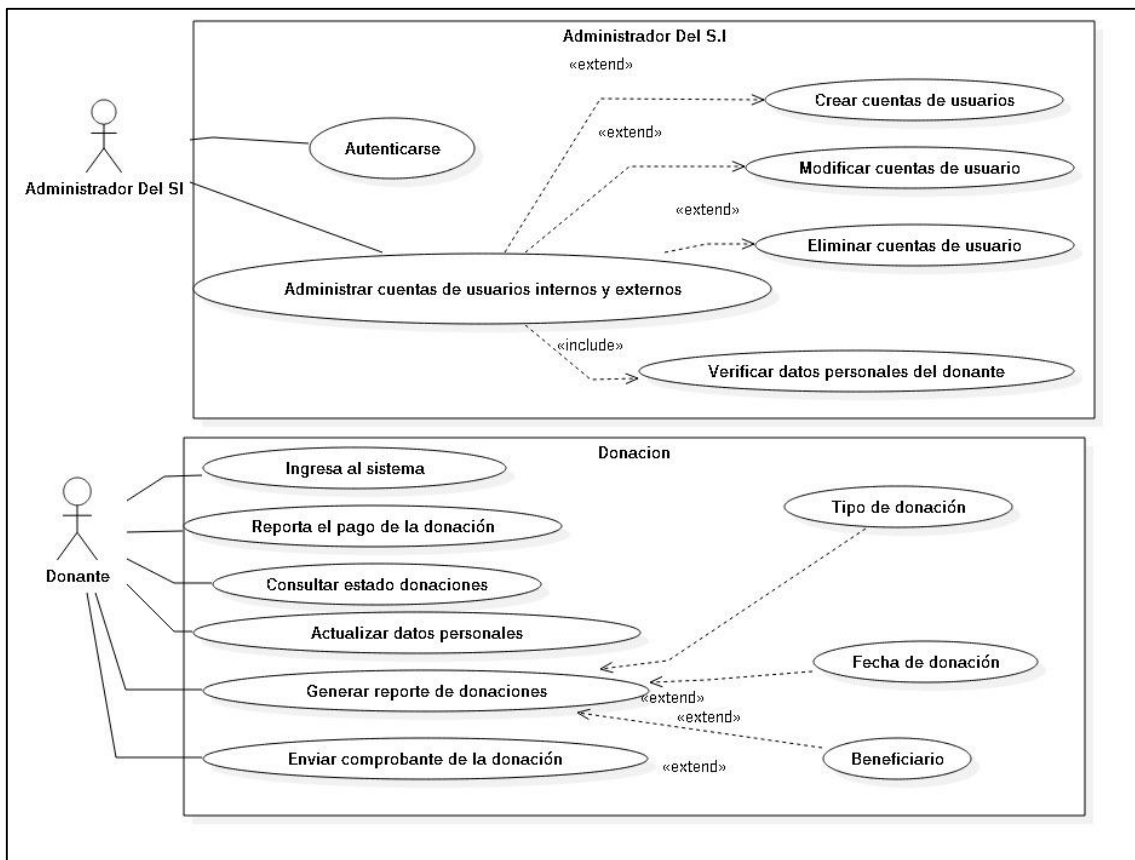 Administrador Del S.I
«extend»
Crear cuentas de usuarios
«extend»
Autenticarse
Modificar cuentas de usuario
Administrador Del SI
«extend»
Eliminar cuentas de usuario
Administrar cuentas de usuarios internos y externos
«include»
Verificar datos personales del donante
Donacion
Ingresa al sistema
Tipo de donación
Reporta el pago de la donación
Donante
Consultar estado donaciones
Actualizar datos personales
Fecha de donación
Generar reporte de donaciones
«extend»
«extend»
Enviar comprobante de la donación
Beneficiario
«extend»